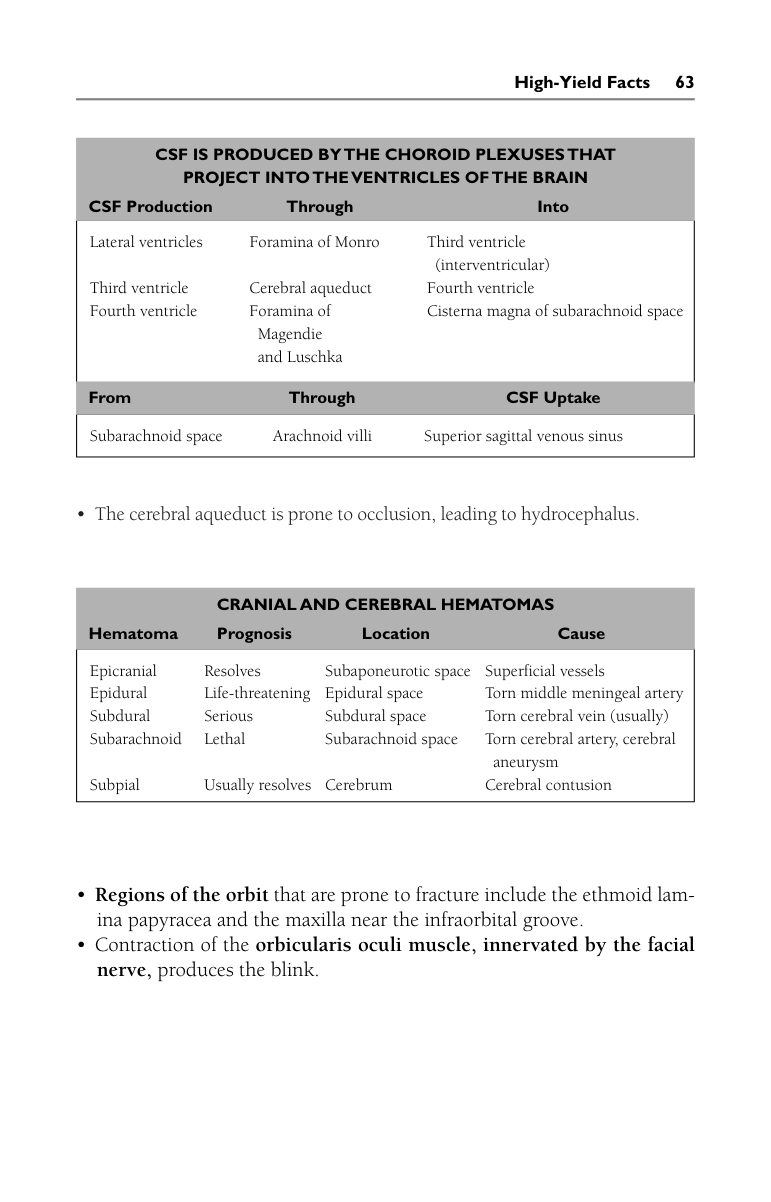 High-Yield Facts 63
CSF IS PRODUCED BY THE CHOROID PLEXUSES THAT
PROJECT INTO THE VENTRICLES OF THE BRAIN
CSF Production Through Into
Lateral ventricles Foramina of Monro Third ventricle
(interventricular)
Third ventricle Cerebral aqueduct Fourth ventricle
Fourth ventricle Foramina of Cisterna magna of subarachnoid space
Magendie
and Luschka
From Through CSF Uptake
Subarachnoid space Arachnoid villi Superior sagittal venous sinus
• The cerebral aqueduct is prone to occlusion, leading to hydrocephalus.
CRANIAL AND CEREBRAL HEMATOMAS
Hematoma Prognosis Location Cause
Epicranial Resolves Subaponeurotic space Superficial vessels
Epidural Life-threatening Epidural space Torn middle meningeal artery
Subdural Serious Subdural space Torn cerebral vein (usually)
Subarachnoid Lethal Subarachnoid space Torn cerebral artery, cerebral
aneurysm
Subpial Usually resolves Cerebrum Cerebral contusion
• Regions of the orbit that are prone to fracture include the ethmoid lam-
ina papyracea and the maxilla near the infraorbital groove.
• Contraction of the orbicularis oculi muscle, innervated by the facial
nerve, produces the blink.